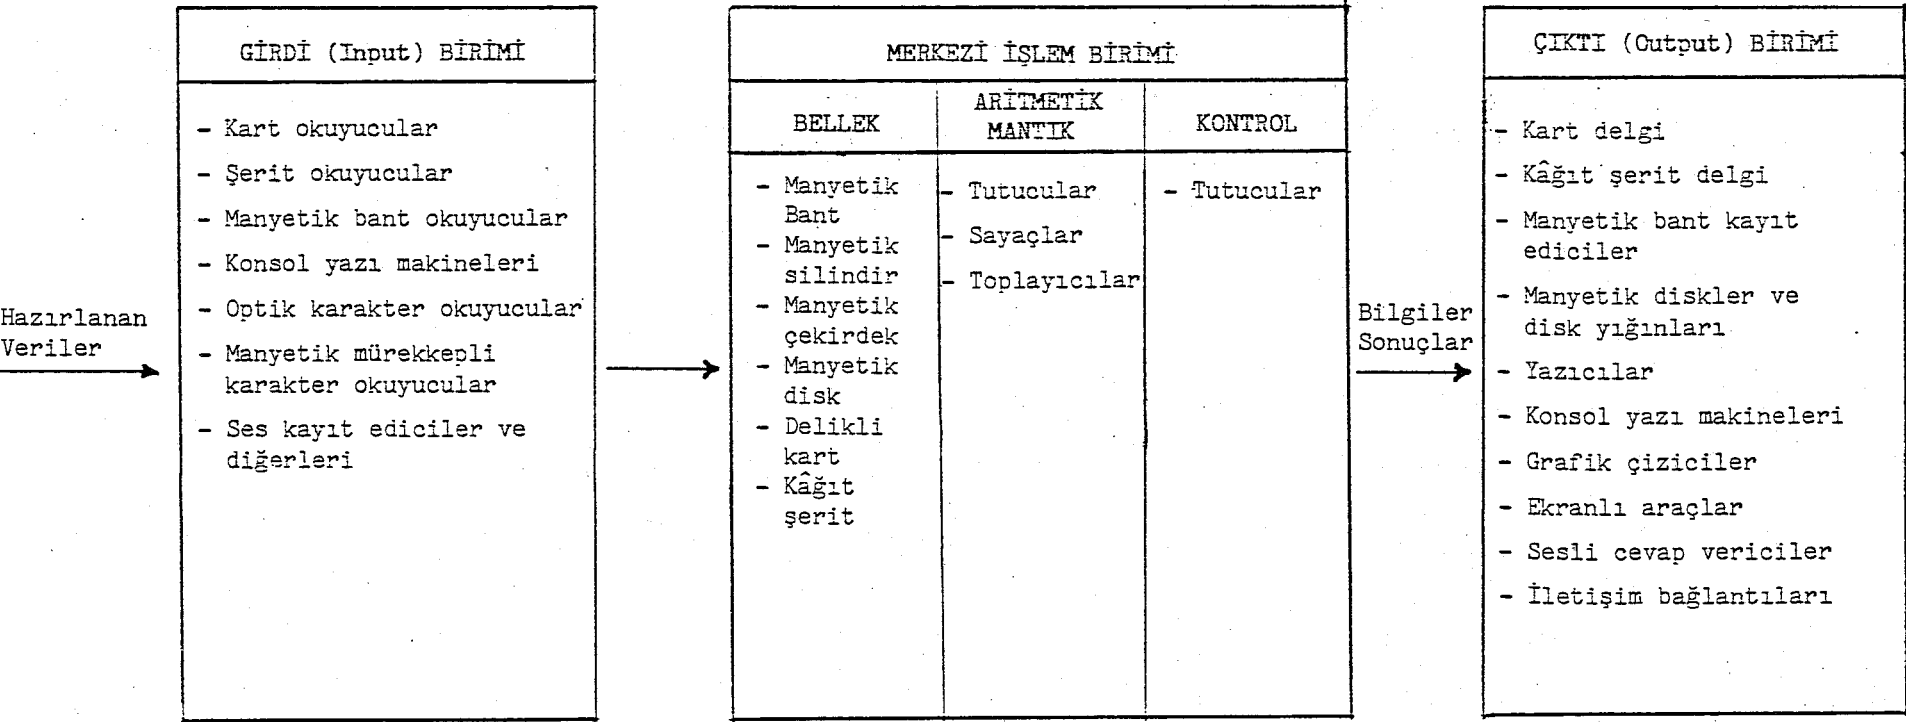 Hazırlanan
Veriler
GİRDİ (Input) BİRİMİ
- Kart okuyucular
- Şerit okuyucular
- Manyetik bant okuyucular
- Konsol yazı makineleri
- Optik karakter okuyucular
- Manyetik mürekkepli
karakter okuyucular
- Ses kayıt ediciler ve
diğerleri
MERKEZİ İŞLEM BİRİMİ
BELLEK
- Manyetik
Bant
- Manyetik
silindir
- Manyetik
çekirdek
- Manyetik
disk
- Delikli
kart
- Kâğıt
şerit
ARİTMETİK
MANTIK
- Tutucular
- Sayaçlar
- Toplayıcılar
KONTROL
- Tutucular
Bilgiler
Sonuçlar
ÇIKTI (Output) BİRİMİ
- Kart delgi
- Kâğıt şerit delgi
- Manyetik bant kayıt
ediciler
- Manyetik diskler ve
disk yığınları
- Yazıcılar
- Konsol yazı makineleri
- Grafik çiziciler
- Ekranlı araçlar
- Sesli cevap vericiler
- İletişim bağlantıları